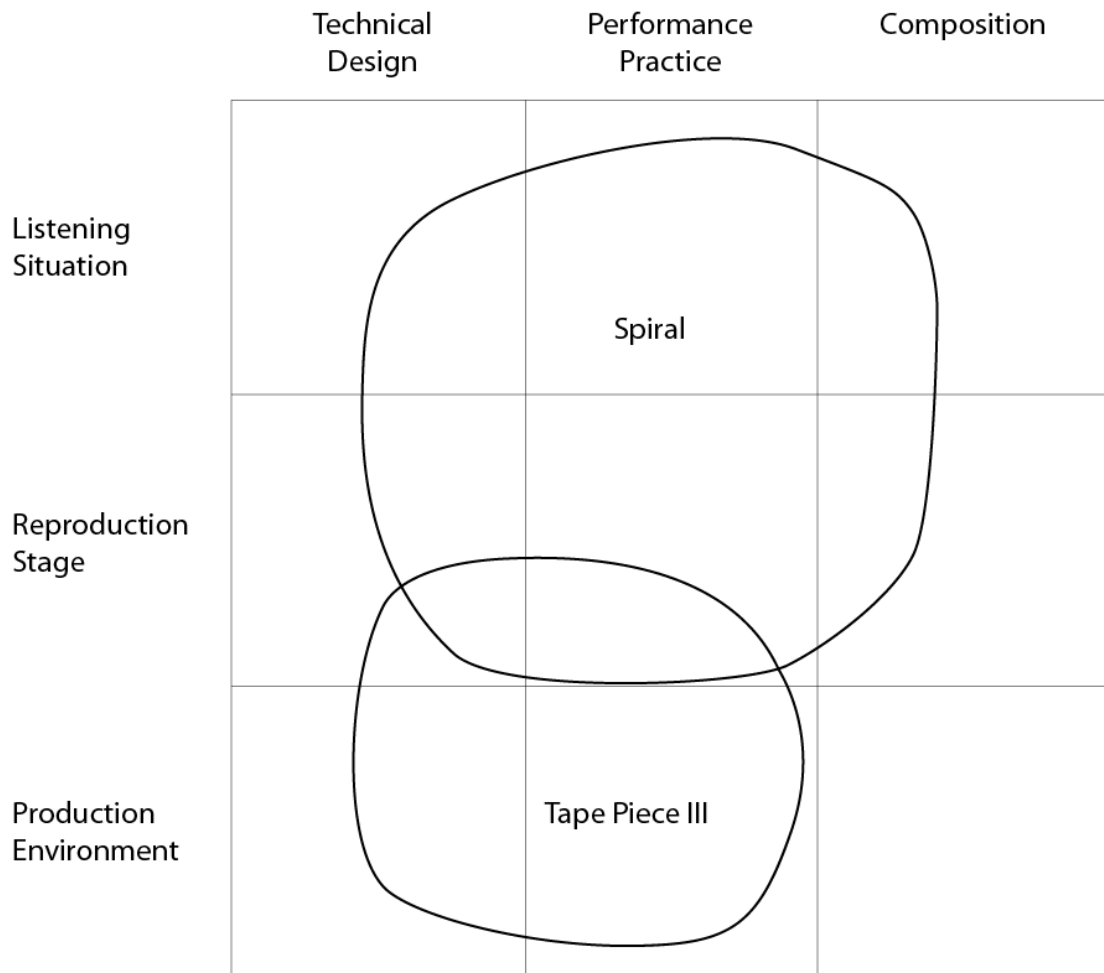 Technical
Design
Performance
Practice
Composition
Listening
Situation
Spiral
Reproduction
Stage
Production
Environment
Tape Piece III